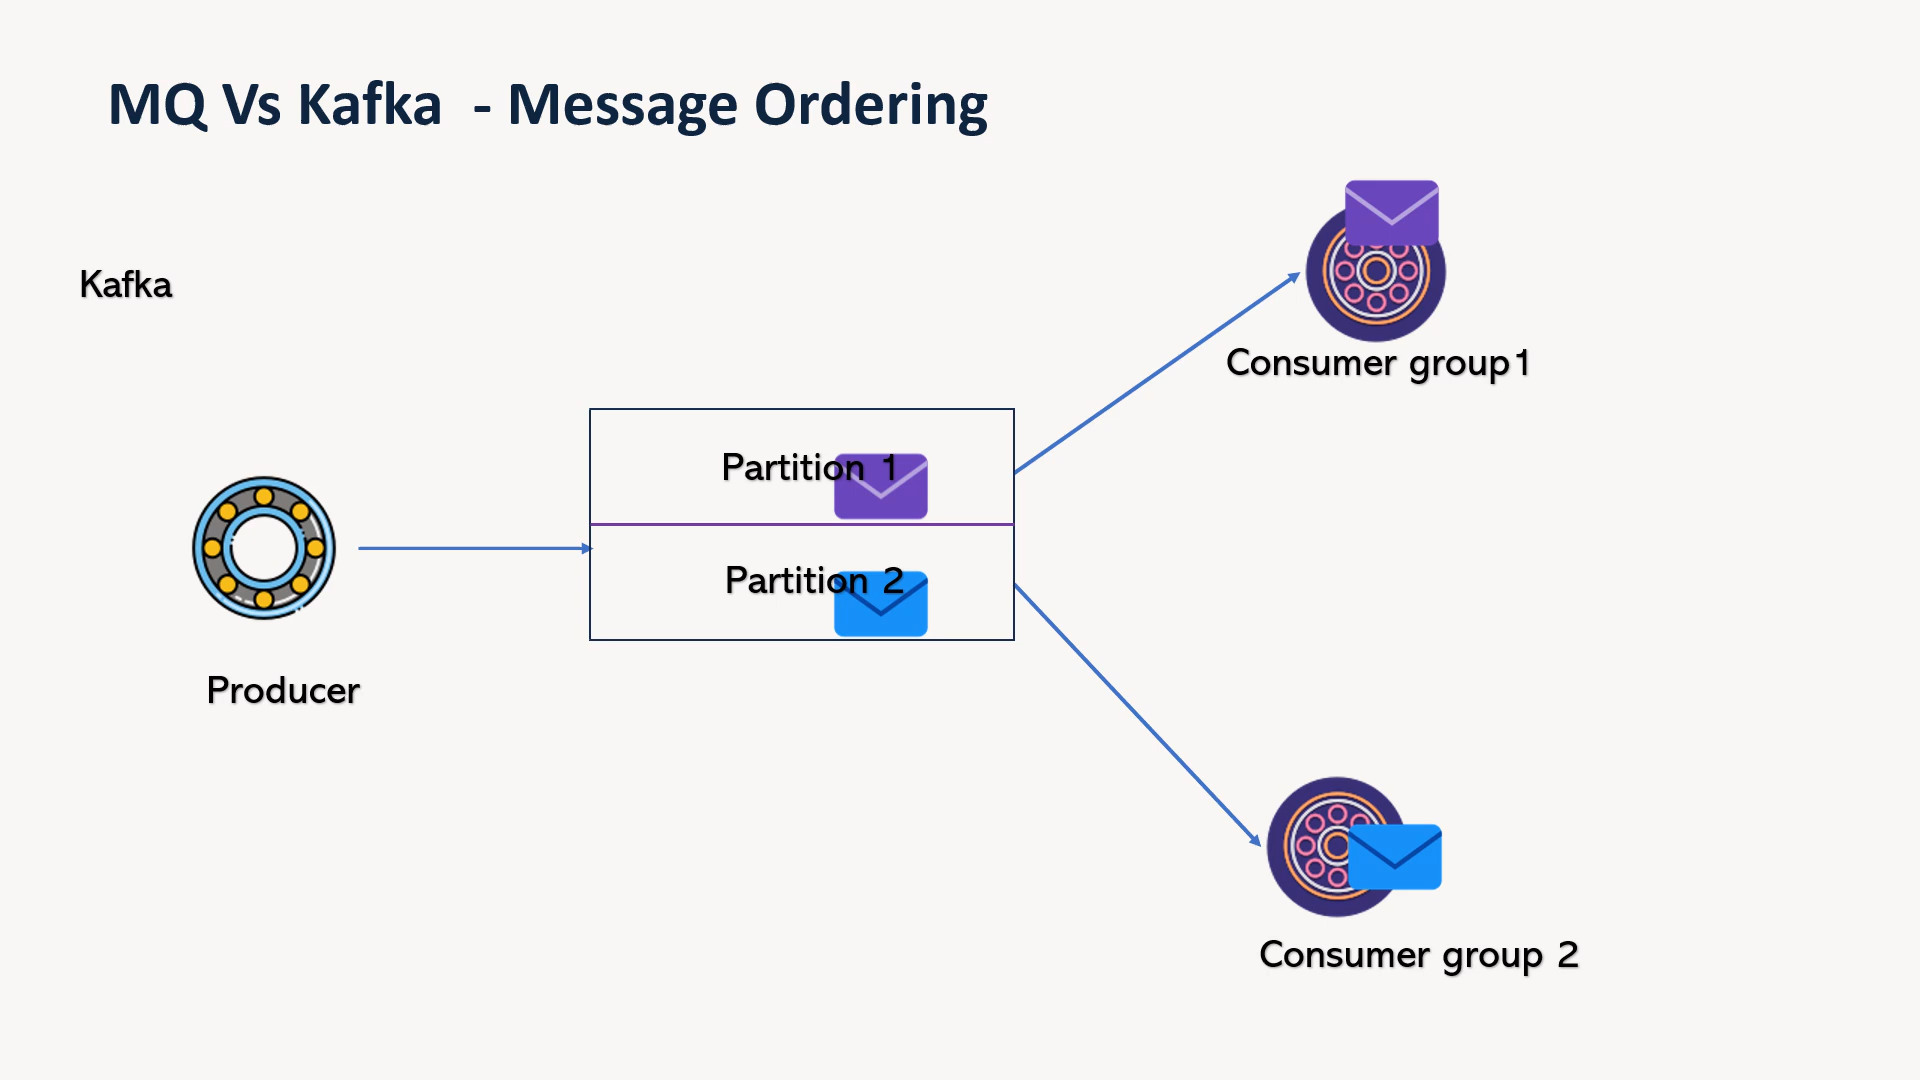 MQ Vs Kafka - Message Ordering
Kafka
Consumer group1
Partition 1
Partition 2
Producer
Consumer group 2